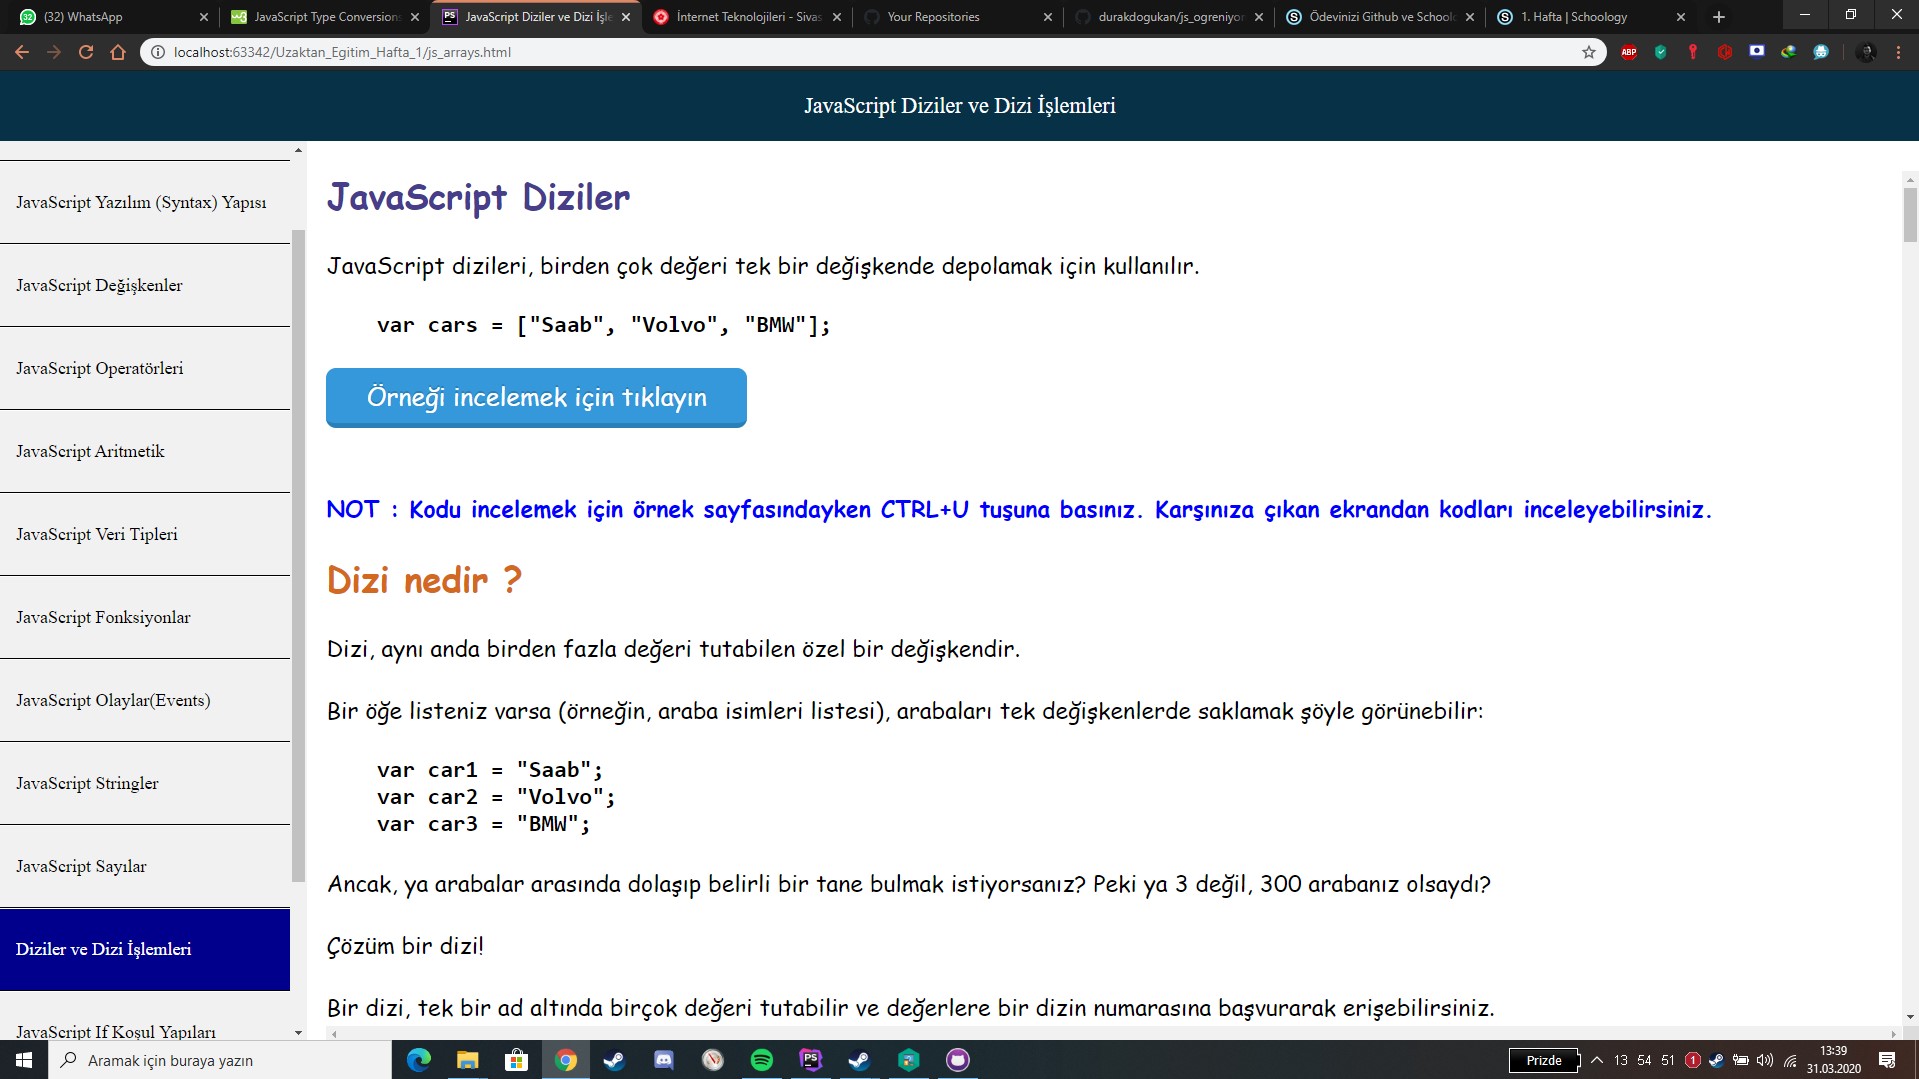 (32) WhatsApp
JavaScript Type Conversions
JavaScript Diziler ve Dizi İşle
İnternet Teknolojileri - Sivas
Your Repositories
durakdogukan/js_ogreniyor
Ödevinizi Github ve Schoolo
1. Hafta | Schoology
localhost:63342/Uzaktan_Egitim_Hafta_1/js_arrays.html
ABP
JavaScript Diziler ve Dizi İşlemleri
JavaScript Yazılım (Syntax) Yapısı
JavaScript Değişkenler
JavaScript Operatörleri
JavaScript Aritmetik
JavaScript Veri Tipleri
JavaScript Fonksiyonlar
JavaScript Olaylar(Events)
JavaScript Stringler
JavaScript Sayılar
Diziler ve Dizi İşlemleri
JavaScript If Koşul Yapıları
JavaScript Diziler
JavaScript dizileri, birden çok değeri tek bir değişkende depolamak için kullanılır.
var cars = ["Saab", "Volvo", "BMW"];
Örneği incelemek için tıklayın
NOT : Kodu incelemek için örnek sayfasındayken CTRL+U tuşuna basınız. Karşınıza çıkan ekrandan kodları inceleyebilirsiniz.
Dizi nedir ?
Dizi, aynı anda birden fazla değeri tutabilen özel bir değişkendir.
Bir öğe listeniz varsa (örneğin, araba isimleri listesi), arabaları tek değişkenlerde saklamak şöyle görünebilir:
var car1 = "Saab";
var car2 = "Volvo";
var car3 = "BMW";
Ancak, ya arabalar arasında dolaşıp belirli bir tane bulmak istiyorsanız? Peki ya 3 değil, 300 arabanız olsaydı?
Çözüm bir dizi!
Bir dizi, tek bir ad altında birçok değeri tutabilir ve değerlere bir dizin numarasına başvurarak erişebilirsiniz.
Aramak için buraya yazın
Prizde
13 54 51
13:39
31.03.2020